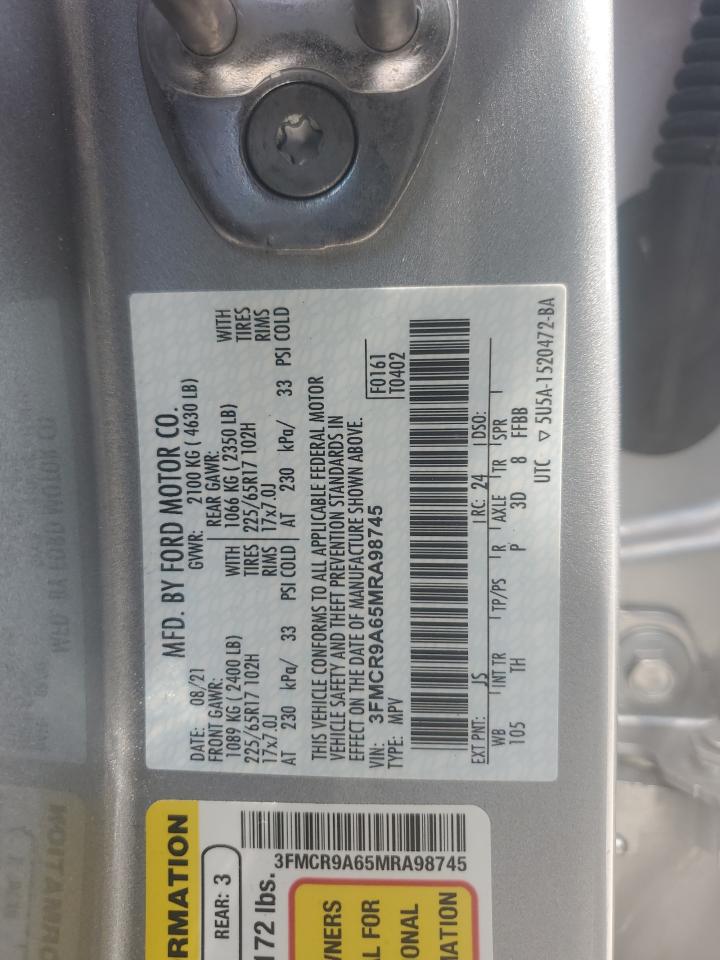 MFD. BY FORD MOTOR CO.
DATE: 08/21 GVWR: 2100 KG ( 4630 LB)
FRONT GAWR: REAR GAWR:
1089 KG ( 2400 LB) WITH 1066 KG ( 2350 LB) WITH
225/65R17 102H TIRES 225/65R17 102H TIRES
17x7.0J RIMS 17x7.0J RIMS
AT 230 kPa/ 33 PSI COLD AT 230 kPa/ 33 PSI COLD
THIS VEHICLE CONFORMS TO ALL APPLICABLE FEDERAL MOTOR
VEHICLE SAFETY AND THEFT PREVENTION STANDARDS IN
EFFECT ON THE DATE OF MANUFACTURE SHOWN ABOVE.
VIN: 3FMCR9A65MRA98745 F0161
TYPE: MPV T0402
EXT PNT: JS RC: 24 DSO:
WB INT TR TP/PS R AXLE TR SPR
105 TH P 3D 8 FFBB
UTC ▽ 5U5A-1520472-BA
RMATION
REAR: 3
172 lbs.
3FMCR9A65MRA98745
WNERS
AL FOR
ONAL
MATION